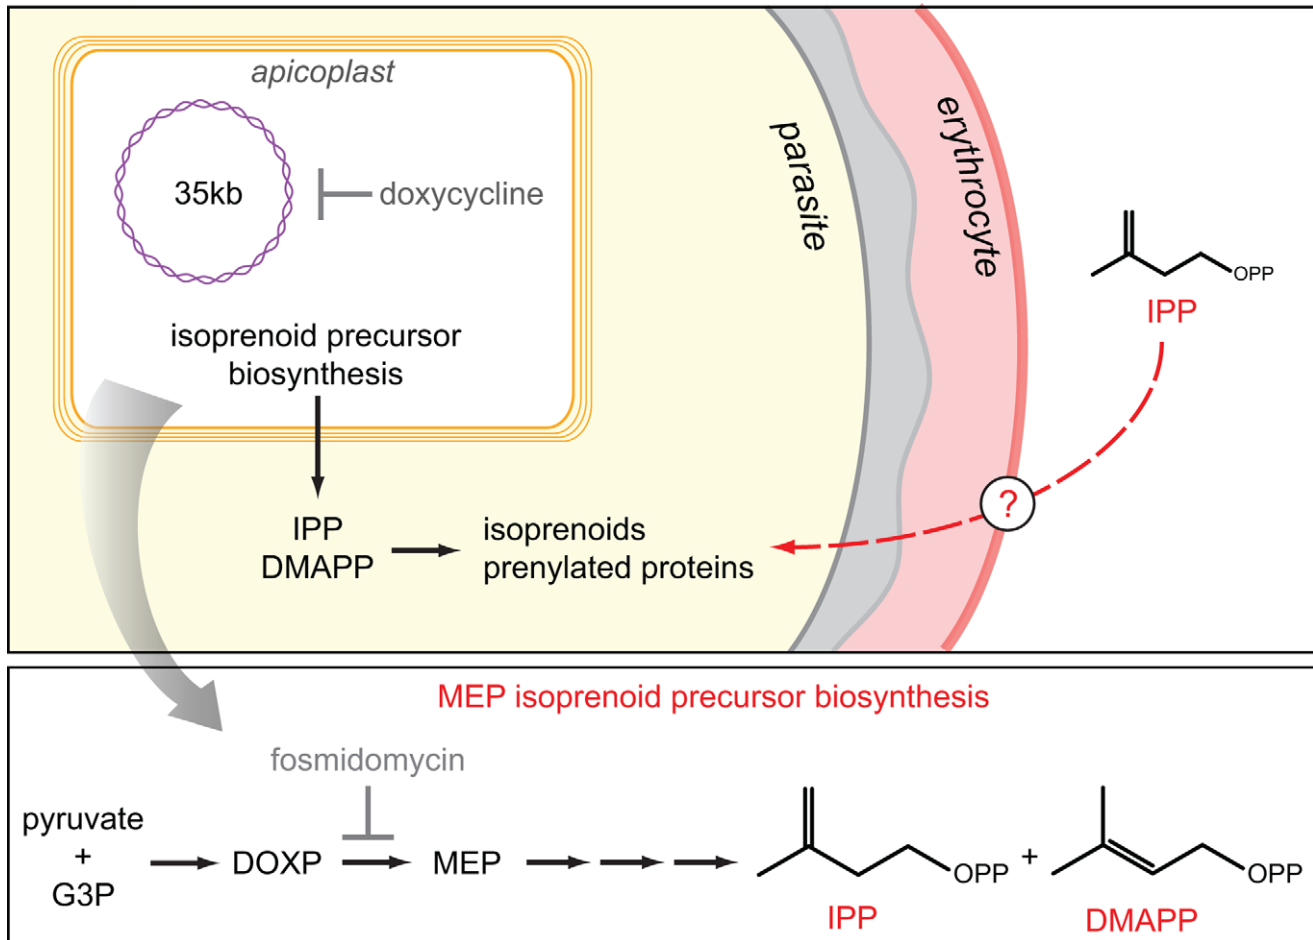 apicoplast
35kb
doxycycline
isoprenoid precursor
biosynthesis
IPP
DMAPP
isoprenoids
prenylated proteins
parasite
erythrocyte
OPP
IPP
?
MEP isoprenoid precursor biosynthesis
fosmidomycin
pyruvate
+
G3P
DOXP
MEP
OPP
IPP
+
OPP
DMAPP